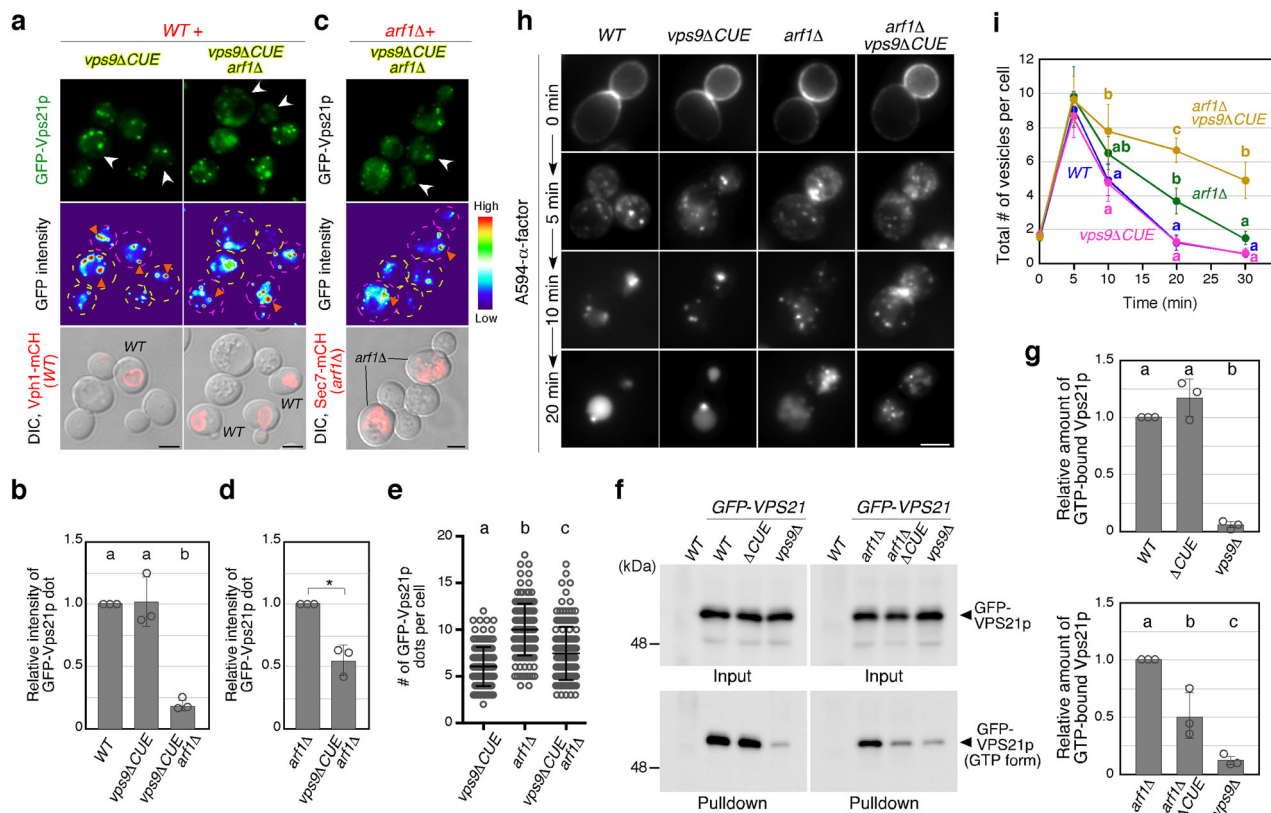 a
WT +
vps9ΔCUE
vps9ΔCUE
arf1Δ
GFP-Vps21p
GFP intensity
DIC, Vph1-mCH
(WT)
WT
WT
WT
c
arf1Δ+
vps9ΔCUE
arf1Δ
GFP-Vps21p
GFP intensity
High
Low
DIC, Sec7-mCH
(arf1Δ)
arf1Δ
h
WT
vps9ΔCUE
arf1Δ
arf1Δ
vps9ΔCUE
A594-α-factor
0 min
5 min
10 min
20 min
i
Total # of vesicles per cell
12
10
8
6
4
2
0
0
5
10
15
20
25
30
Time (min)
WT
vps9ΔCUE
arf1Δ
arf1Δ
vps9ΔCUE
b
c
b
ab
b
a
a
a
a
a
a
a
b
Relative intensity of
GFP-Vps21p dot
1.5
1.0
0.5
0
a
a
b
WT
vps9ΔCUE
vps9ΔCUE
arf1Δ
d
Relative intensity of
GFP-Vps21p dot
1.5
1.0
0.5
0
*
arf1Δ
vps9ΔCUE
arf1Δ
e
# of GFP-Vps21p
dots per cell
20
15
10
5
0
a
b
c
vps9ΔCUE
arf1Δ
vps9ΔCUE
arf1Δ
f
GFP-VPS21
GFP-VPS21
WT
WT
ΔCUE
vps9Δ
WT
arf1Δ
arf1Δ
ΔCUE
vps9Δ
(kDa)
48
GFP-
VPS21p
Input
Input
48
GFP-
VPS21p
(GTP form)
Pulldown
Pulldown
g
Relative amount of
GTP-bound Vps21p
1.5
1.0
0.5
0
a
a
b
WT
ΔCUE
vps9Δ
Relative amount of
GTP-bound Vps21p
1.5
1.0
0.5
0
a
b
c
arf1Δ
arf1Δ
ΔCUE
vps9Δ